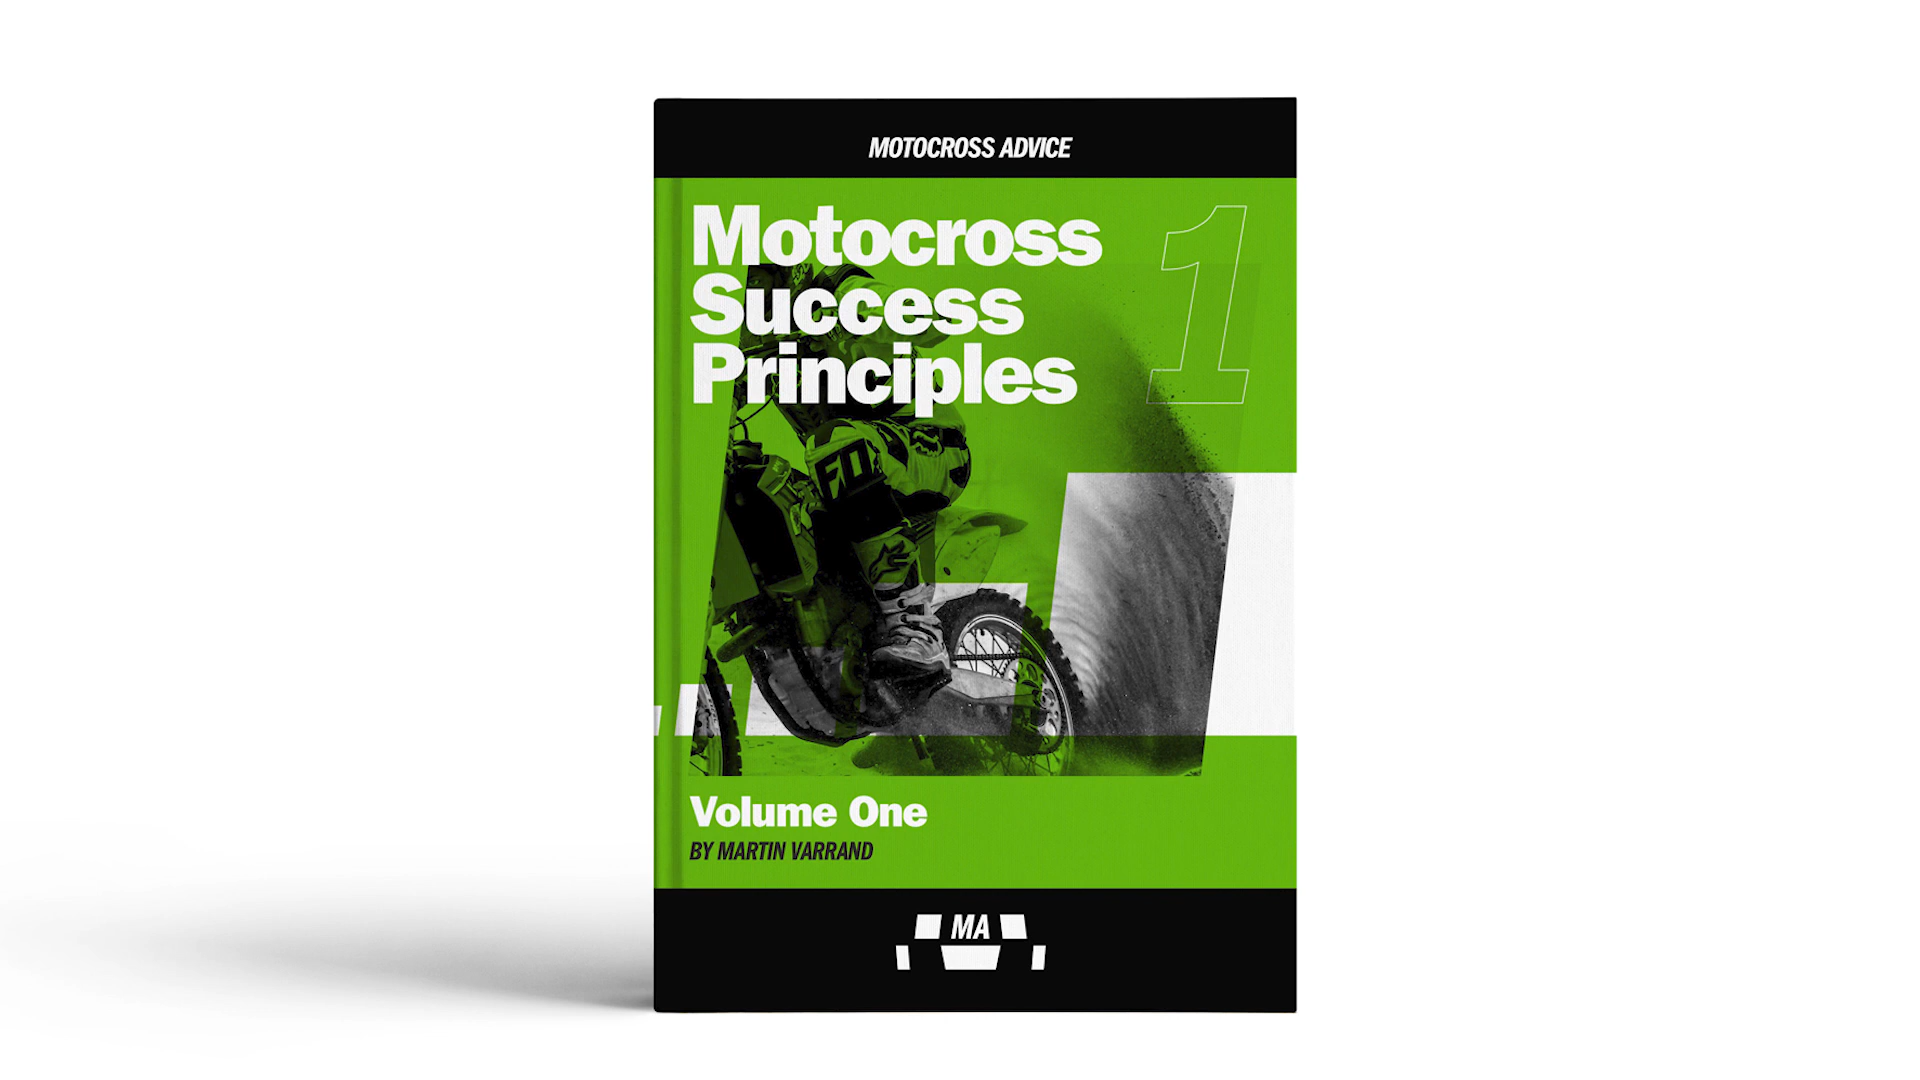 MOTOCROSS ADVICE
Motocross
Success
Principles
1
Volume One
BY MARTIN VARRAND
MA